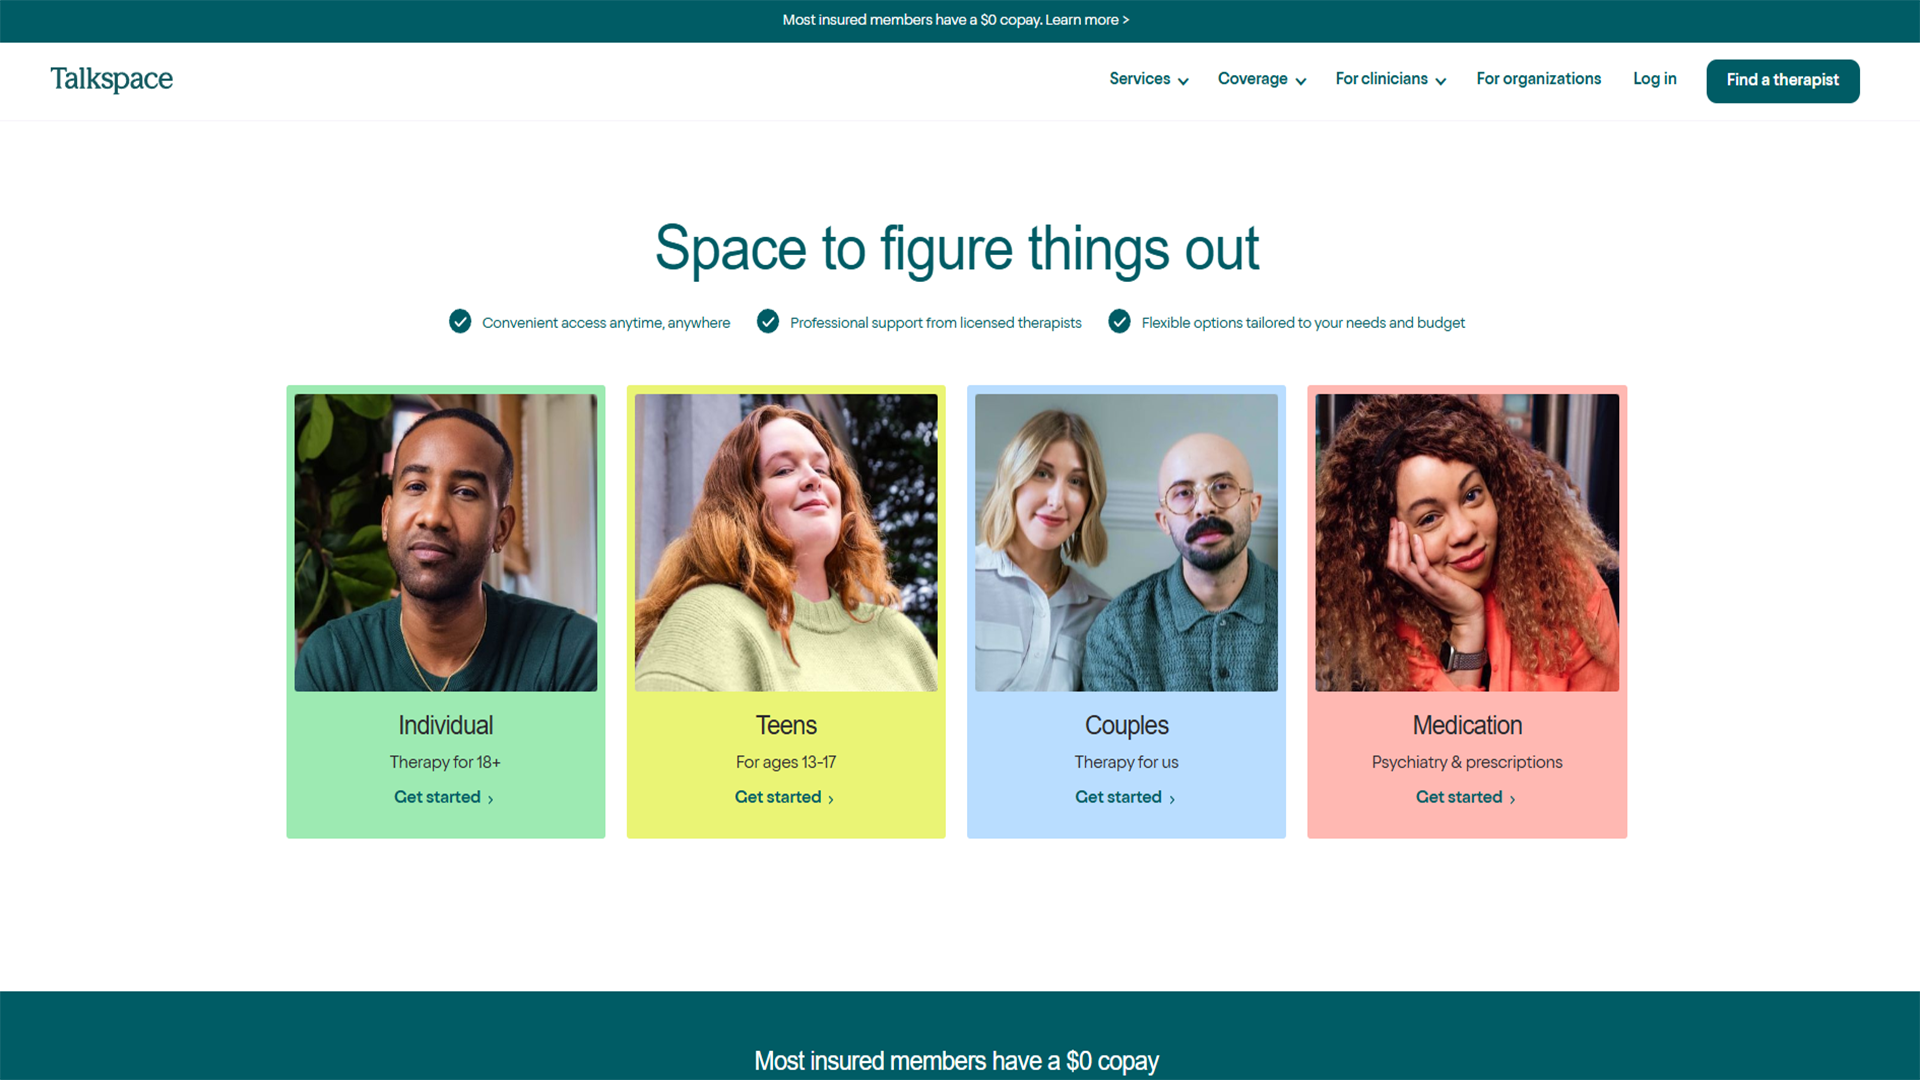 Most insured members have a $0 copay. Learn more >
Talkspace
Services
Coverage
For clinicians
For organizations
Log in
Find a therapist
Space to figure things out
Convenient access anytime, anywhere
Professional support from licensed therapists
Flexible options tailored to your needs and budget
Individual
Therapy for 18+
Get started ›
Teens
For ages 13-17
Get started ›
Couples
Therapy for us
Get started ›
Medication
Psychiatry & prescriptions
Get started ›
Most insured members have a $0 copay